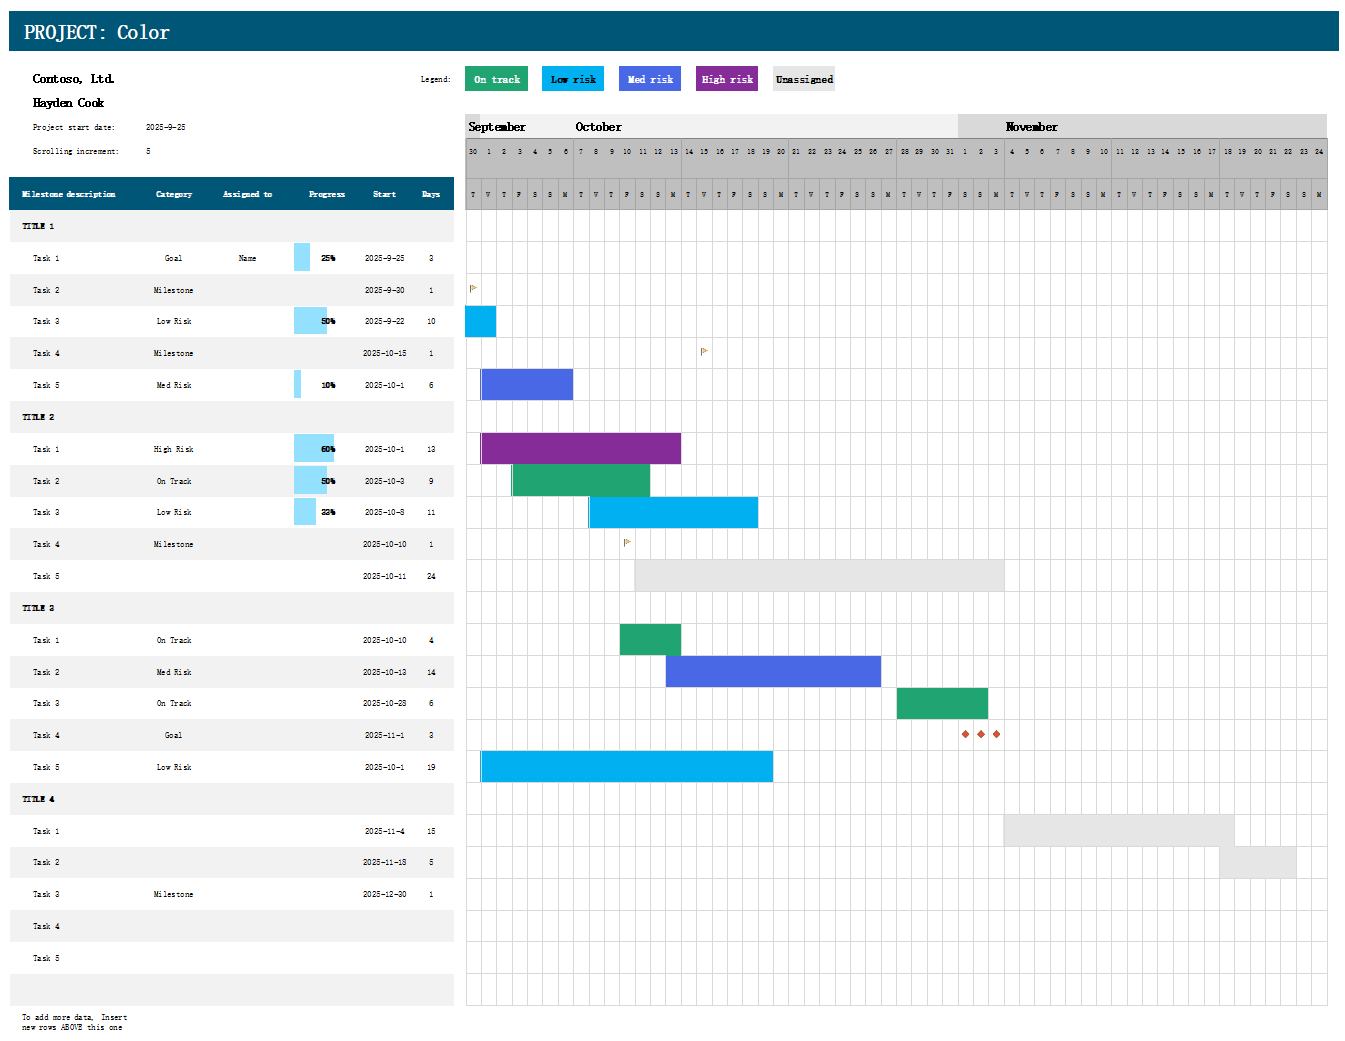 PROJECT: Color
Contoso, Ltd.
Legend: On track Low risk Med risk High risk Unassigned
Hayden Cook
Project start date: 2025-9-25
September October November
Scrolling increment: 5
30 1 2 3 4 5 6 7 8 9 10 11 12 13 14 15 16 17 18 19 20 21 22 23 24 25 26 27 28 29 30 31 1 2 3 4 5 6 7 8 9 10 11 12 13 14 15 16 17 18 19 20 21 22 23 24
Milestone description Category Assigned to Progress Start Days
T W T F S S M T W T F S S M T W T F S S M T W T F S S M T W T F S S M T W T F S S M T W T F S S M T W T F S S M
TITLE 1
Task 1 Goal Name 25% 2025-9-25 3
Task 2 Milestone 2025-9-30 1
Task 3 Low Risk 50% 2025-9-22 10
Task 4 Milestone 2025-10-15 1
Task 5 Med Risk 10% 2025-10-1 6
TITLE 2
Task 1 High Risk 60% 2025-10-1 13
Task 2 On Track 50% 2025-10-3 9
Task 3 Low Risk 33% 2025-10-8 11
Task 4 Milestone 2025-10-10 1
Task 5 2025-10-11 24
TITLE 3
Task 1 On Track 2025-10-10 4
Task 2 Med Risk 2025-10-13 14
Task 3 On Track 2025-10-28 6
Task 4 Goal 2025-11-1 3
Task 5 Low Risk 2025-10-1 19
TITLE 4
Task 1 2025-11-4 15
Task 2 2025-11-18 5
Task 3 Milestone 2025-12-30 1
Task 4
Task 5
To add more data, Insert
new rows ABOVE this one